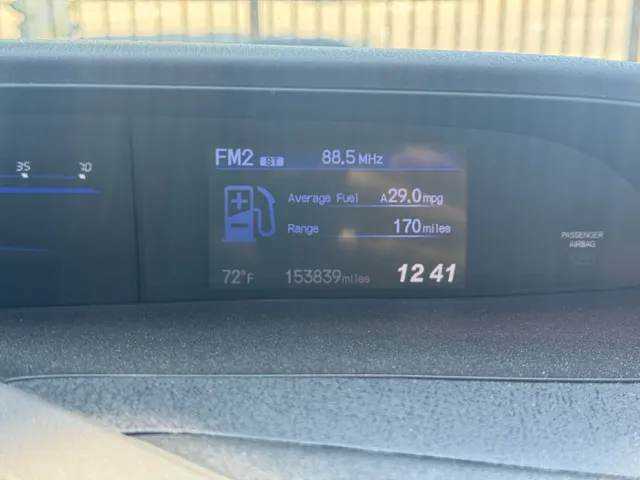 35 70
FM2 ST 88.5 MHz
Average Fuel A29.0mpg
Range 170miles
72°F 153839miles 12 41
PASSENGER
AIRBAG